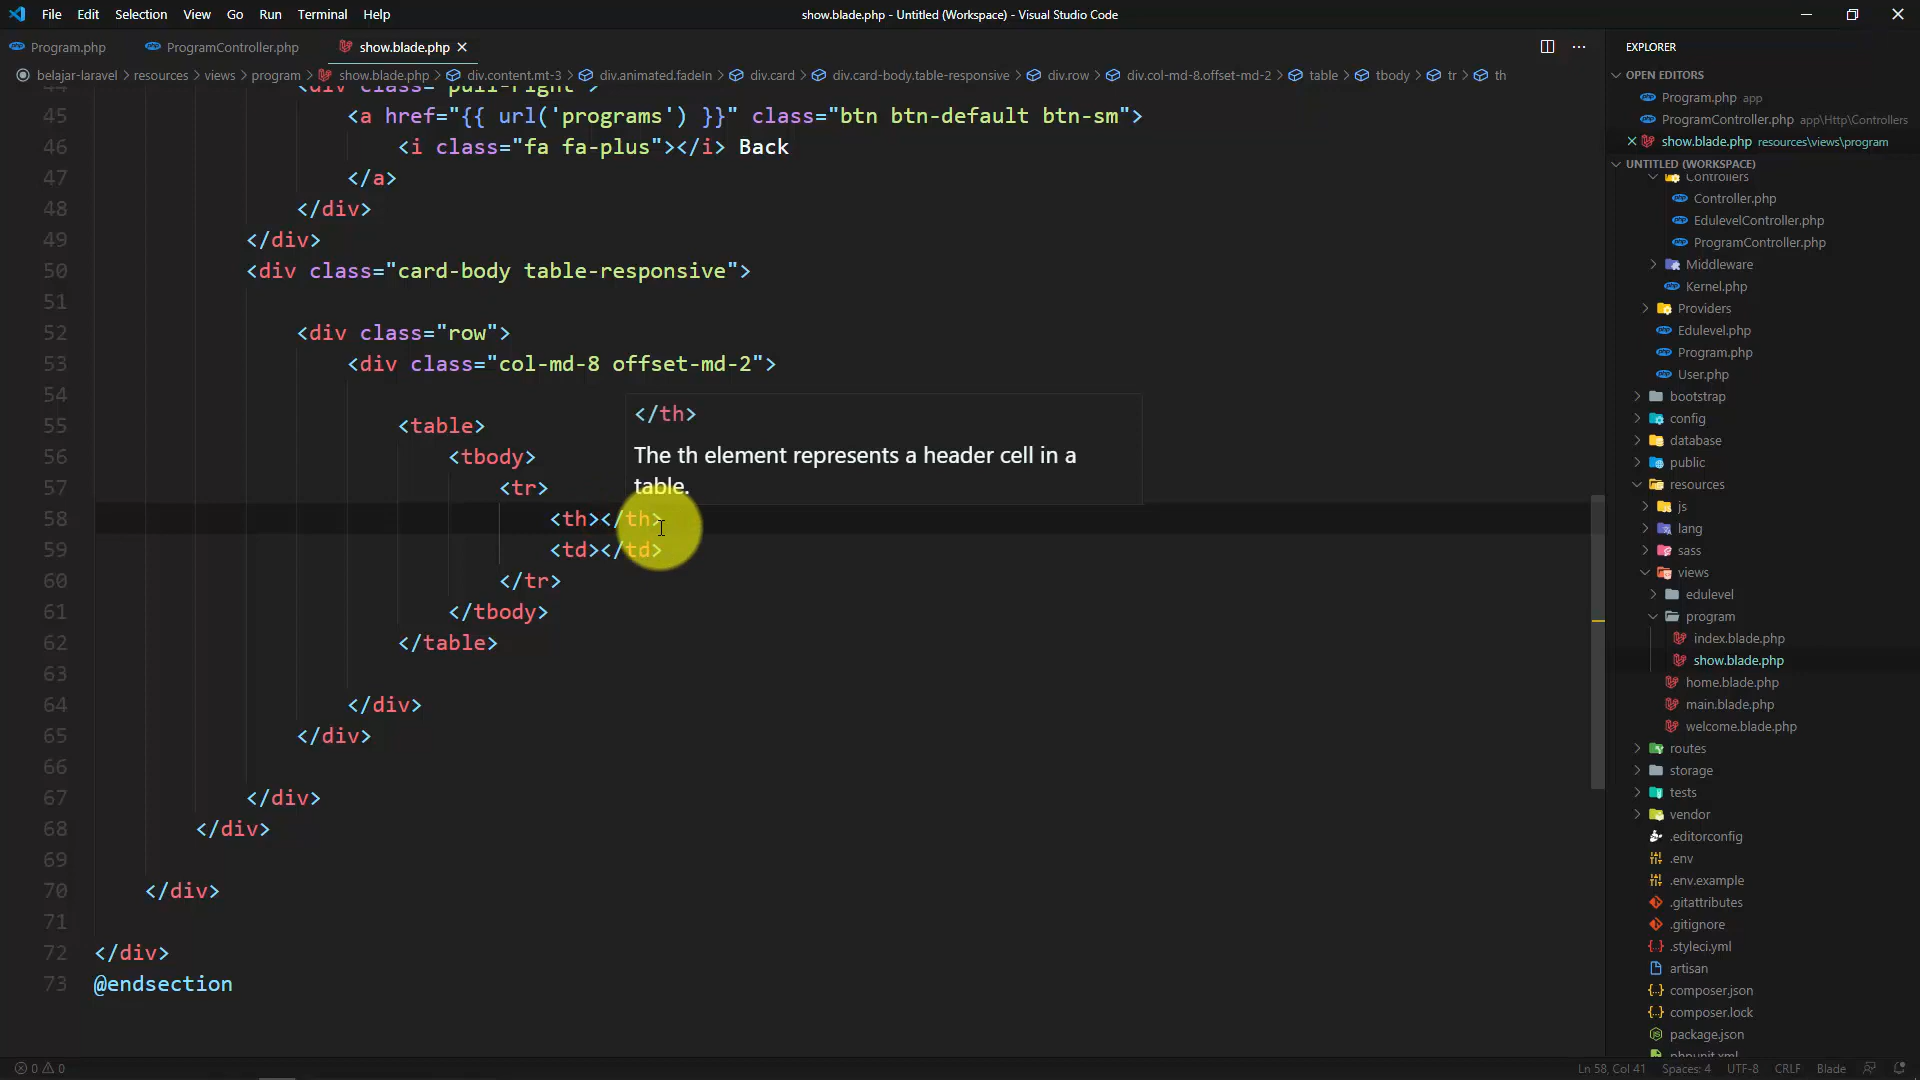 File Edit Selection View Go Run Terminal Help
show.blade.php - Untitled (Workspace) - Visual Studio Code
Program.php ProgramController.php show.blade.php
belajar-laravel > resources > views > program > show.blade.php > div.content.mt-3 > div.animated.fadeIn > div.card > div.card-body.table-responsive > div.row > div.col-md-8.offset-md-2 > table > tbody > tr > th
44 <div class="pull-right">
45 <a href="{{ url('programs') }}" class="btn btn-default btn-sm">
46 <i class="fa fa-plus"></i> Back
47 </a>
48 </div>
49 </div>
50 <div class="card-body table-responsive">
51
52 <div class="row">
53 <div class="col-md-8 offset-md-2">
54
</th>
55 <table>
The th element represents a header cell in a
56 <tbody>
table.
57 <tr>
58 <th></th>
59 <td></td>
60 </tr>
61 </tbody>
62 </table>
63
64 </div>
65 </div>
66
67 </div>
68 </div>
69
70 </div>
71
72 </div>
73 @endsection
EXPLORER
OPEN EDITORS
Program.php app
ProgramController.php app\Http\Controllers
show.blade.php resources\views\program
UNTITLED (WORKSPACE)
Controllers
Controller.php
EdulevelController.php
ProgramController.php
Middleware
Kernel.php
Providers
Edulevel.php
Program.php
User.php
bootstrap
config
database
public
resources
js
lang
sass
views
edulevel
program
index.blade.php
show.blade.php
home.blade.php
main.blade.php
welcome.blade.php
routes
storage
tests
vendor
.editorconfig
.env
.env.example
.gitattributes
.gitignore
.styleci.yml
artisan
composer.json
composer.lock
package.json
phpunit.xml
0 0
Ln 58, Col 41 Spaces: 4 UTF-8 CRLF Blade